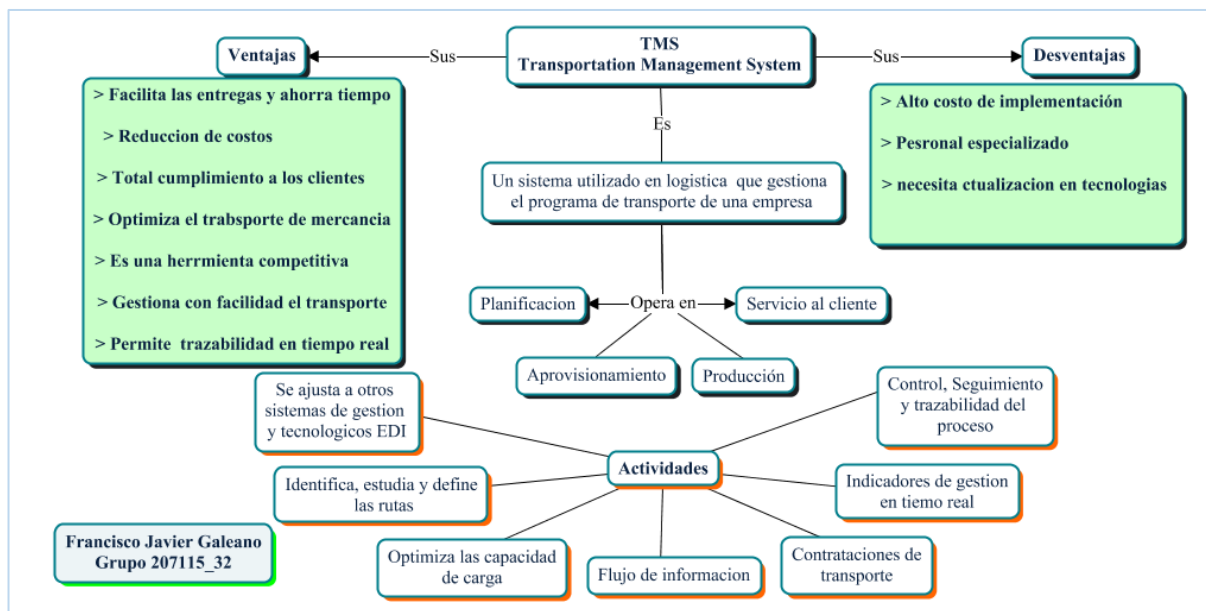 TMS
Transportation Management System
Sus
Ventajas
> Facilita las entregas y ahorra tiempo
> Reduccion de costos
> Total cumplimiento a los clientes
> Optimiza el trabsporte de mercancia
> Es una herrmienta competitiva
> Gestiona con facilidad el transporte
> Permite trazabilidad en tiempo real
Sus
Desventajas
> Alto costo de implementación
> Pesronal especializado
> necesita ctualizacion en tecnologias
Es
Un sistema utilizado en logistica que gestiona
el programa de transporte de una empresa
Opera en
Planificacion
Servicio al cliente
Aprovisionamiento
Producción
Actividades
Se ajusta a otros
sistemas de gestion
y tecnologicos EDI
Identifica, estudia y define
las rutas
Optimiza las capacidad
de carga
Flujo de informacion
Contrataciones de
transporte
Indicadores de gestion
en tiemo real
Control, Seguimiento
y trazabilidad del
proceso
Francisco Javier Galeano
Grupo 207115_32